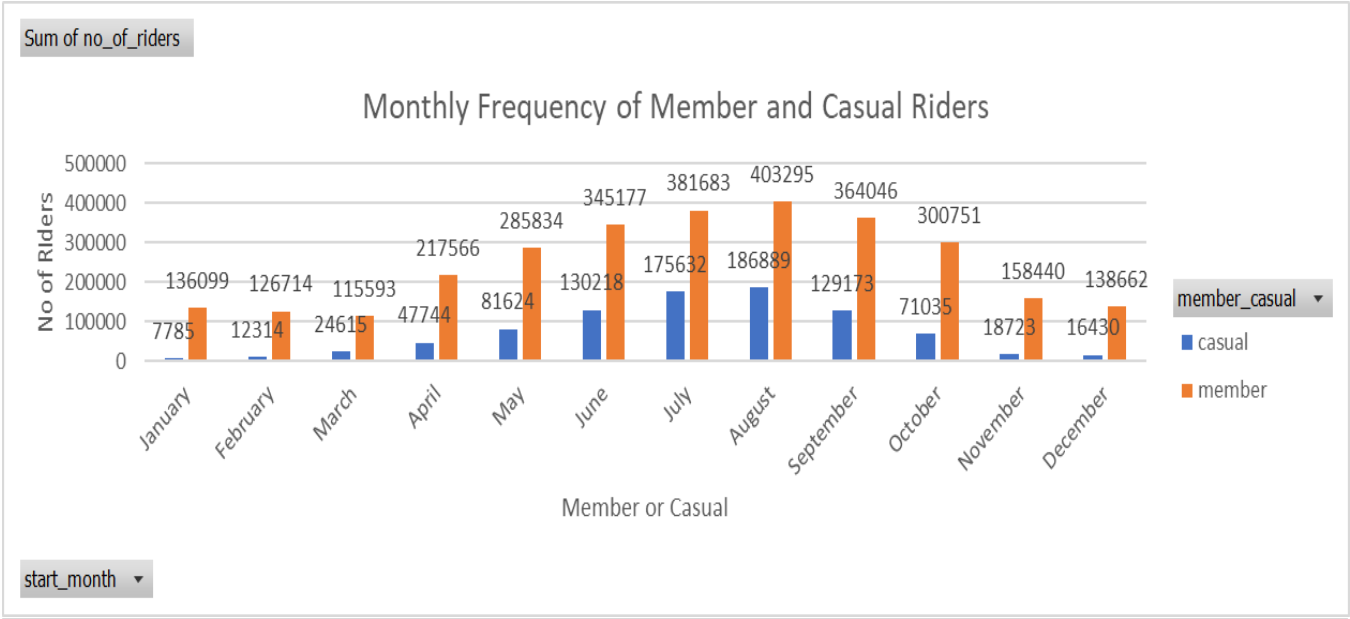 Sum of no_of_riders
Monthly Frequency of Member and Casual Riders
No of Riders
500000
400000
300000
200000
100000
0
7785
136099
12314
126714
24615
115593
47744
217566
81624
285834
130218
345177
175632
381683
186889
403295
129173
364046
71035
300751
18723
158440
16430
138662
January
February
March
April
May
June
July
August
September
October
November
December
Member or Casual
member_casual
casual
member
start_month